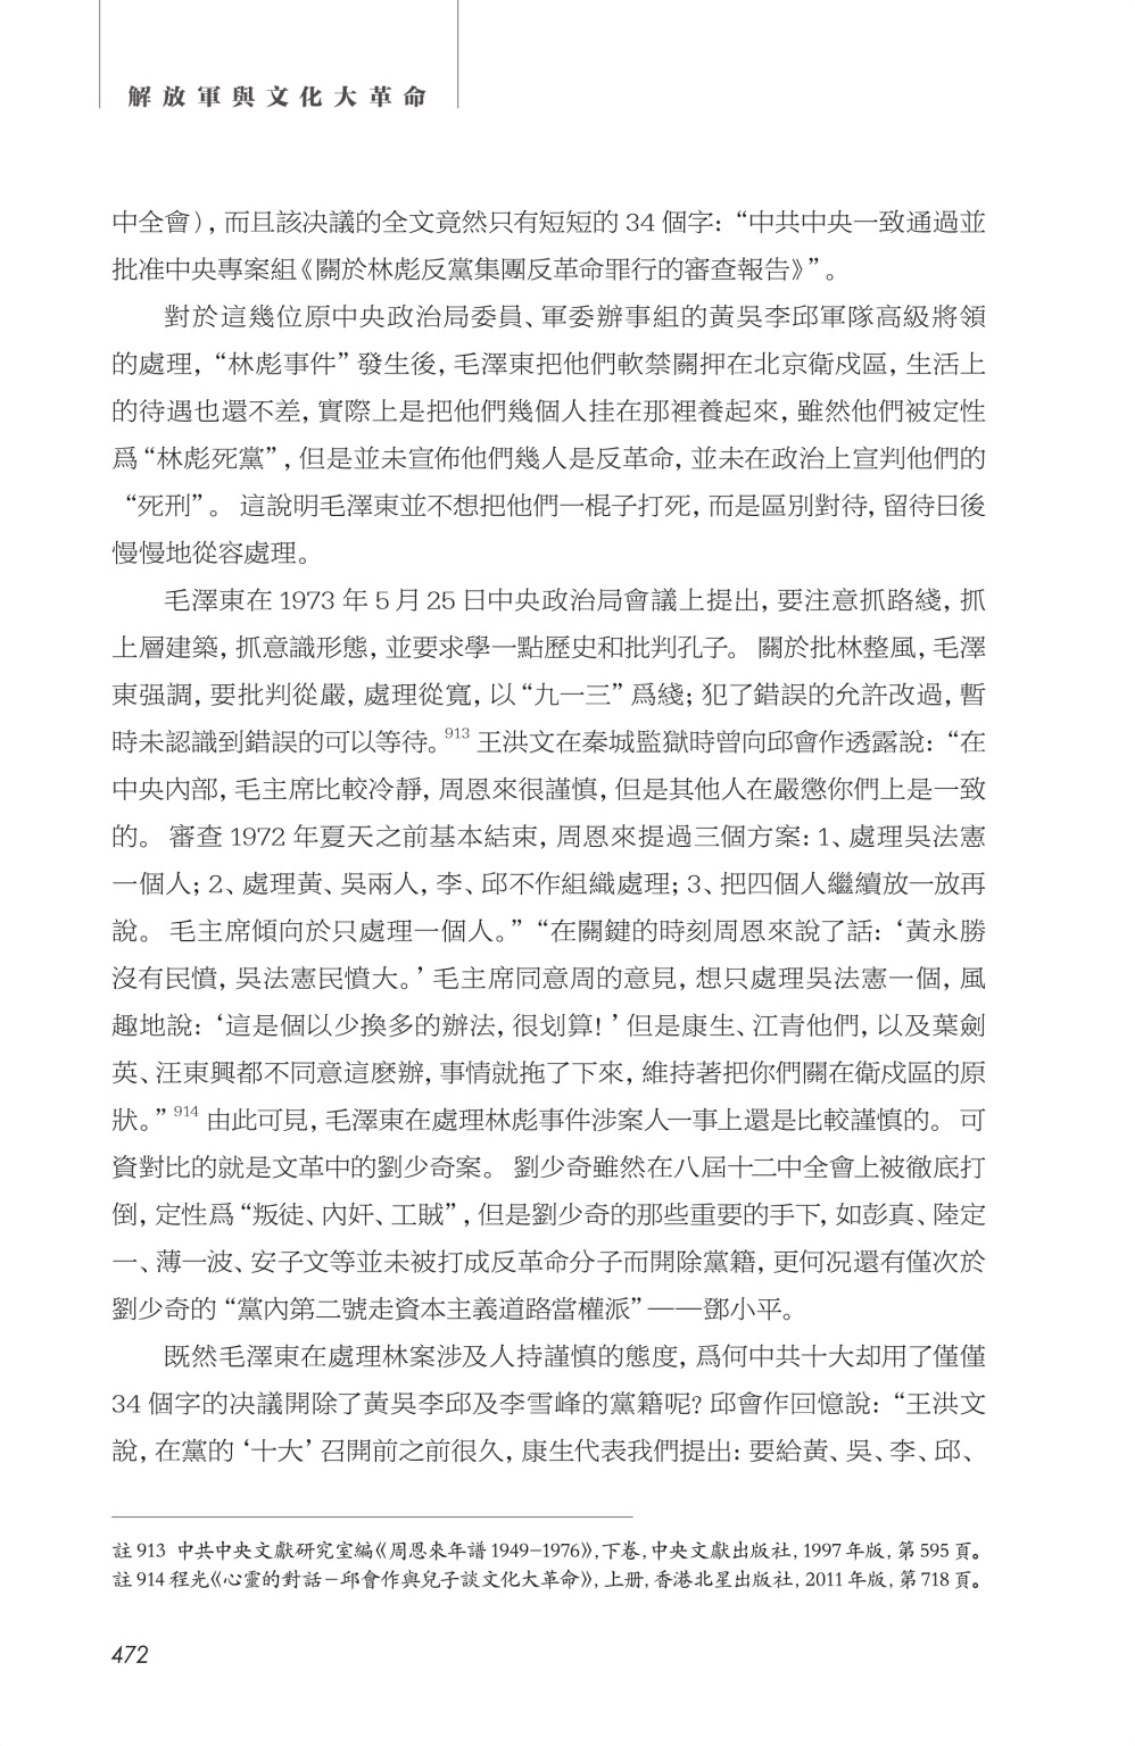 解放軍與文化大革命
中全會），而且該决議的全文竟然只有短短的 34 個字：“中共中央一致通過並
批准中央專案組《關於林彪反黨集團反革命罪行的審查報告》”。
對於這幾位原中央政治局委員、軍委辦事組的黃吳李邱軍隊高級將領
的處理，“林彪事件” 發生後，毛澤東把他們軟禁關押在北京衛戍區，生活上
的待遇也還不差，實際上是把他們幾個人挂在那裡養起來，雖然他們被定性
爲“林彪死黨”，但是並未宣佈他們幾人是反革命，並未在政治上宣判他們的
“死刑”。 這說明毛澤東並不想把他們一棍子打死，而是區別對待，留待日後
慢慢地從容處理。
毛澤東在 1973 年 5 月 25 日中央政治局會議上提出，要注意抓路綫，抓
上層建築，抓意識形態，並要求學一點歷史和批判孔子。 關於批林整風，毛澤
東强調，要批判從嚴，處理從寬，以“九一三” 爲綫；犯了錯誤的允許改過，暫
時未認識到錯誤的可以等待。913 王洪文在秦城監獄時曾向邱會作透露說：“在
中央內部，毛主席比較冷靜，周恩來很謹慎，但是其他人在嚴懲你們上是一致
的。 審查 1972 年夏天之前基本結束，周恩來提過三個方案：1、處理吳法憲
一個人；2、處理黃、吳兩人，李、邱不作組織處理；3、把四個人繼續放一放再
說。 毛主席傾向於只處理一個人。” “在關鍵的時刻周恩來說了話：‘黃永勝
沒有民憤，吳法憲民憤大。’ 毛主席同意周的意見，想只處理吳法憲一個，風
趣地說：‘這是個以少換多的辦法，很划算！’ 但是康生、江青他們，以及葉劍
英、汪東興都不同意這麼辦，事情就拖了下來，維持著把你們關在衛戍區的原
狀。”914 由此可見，毛澤東在處理林彪事件涉案人一事上還是比較謹慎的。 可
資對比的就是文革中的劉少奇案。 劉少奇雖然在八屆十二中全會上被徹底打
倒，定性爲“叛徒、內奸、工賊”，但是劉少奇的那些重要的手下，如彭真、陸定
一、薄一波、安子文等並未被打成反革命分子而開除黨籍，更何况還有僅次於
劉少奇的 “黨內第二號走資本主義道路當權派”——鄧小平。
既然毛澤東在處理林案涉及人持謹慎的態度，爲何中共十大却用了僅僅
34 個字的决議開除了黃吳李邱及李雪峰的黨籍呢？邱會作回憶說：“王洪文
說，在黨的 ‘十大’ 召開前之前很久，康生代表我們提出：要給黃、吳、李、邱、
註 913 中共中央文獻研究室編《周恩來年譜 1949–1976》，下卷，中央文獻出版社，1997 年版，第 595 頁。
註 914 程光《心靈的對話－邱會作與兒子談文化大革命》，上册，香港北星出版社，2011 年版，第 718 頁。
472